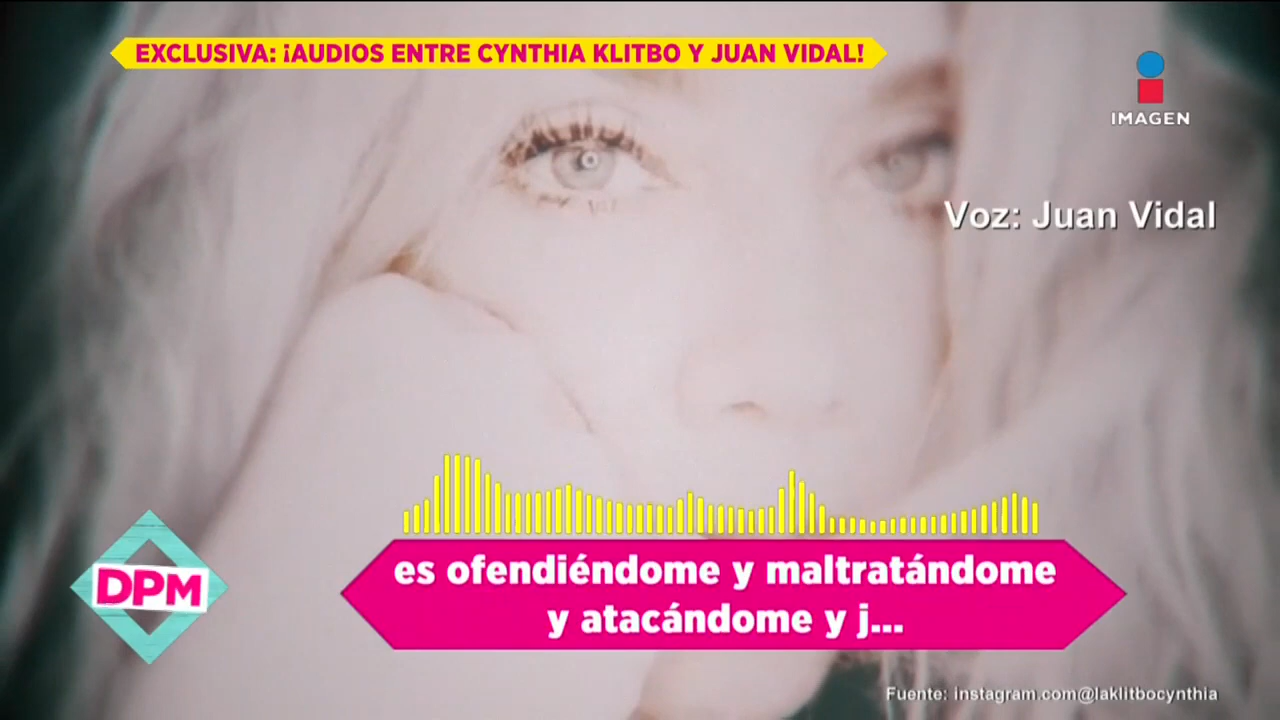 EXCLUSIVA: ¡AUDIOS ENTRE CYNTHIA KLITBO Y JUAN VIDAL!
IMAGEN
Voz: Juan Vidal
es ofendiéndome y maltratándome
y atacándome y j...
DPM
Fuente: instagram.com@laklitbocynthia